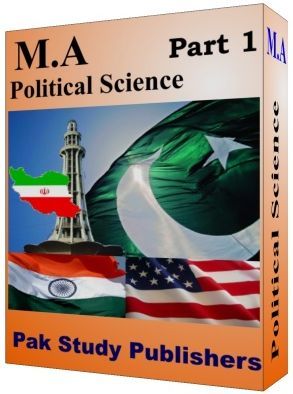 M.A
Part 1
Political Science
Pak Study Publishers
M.A
Political Science